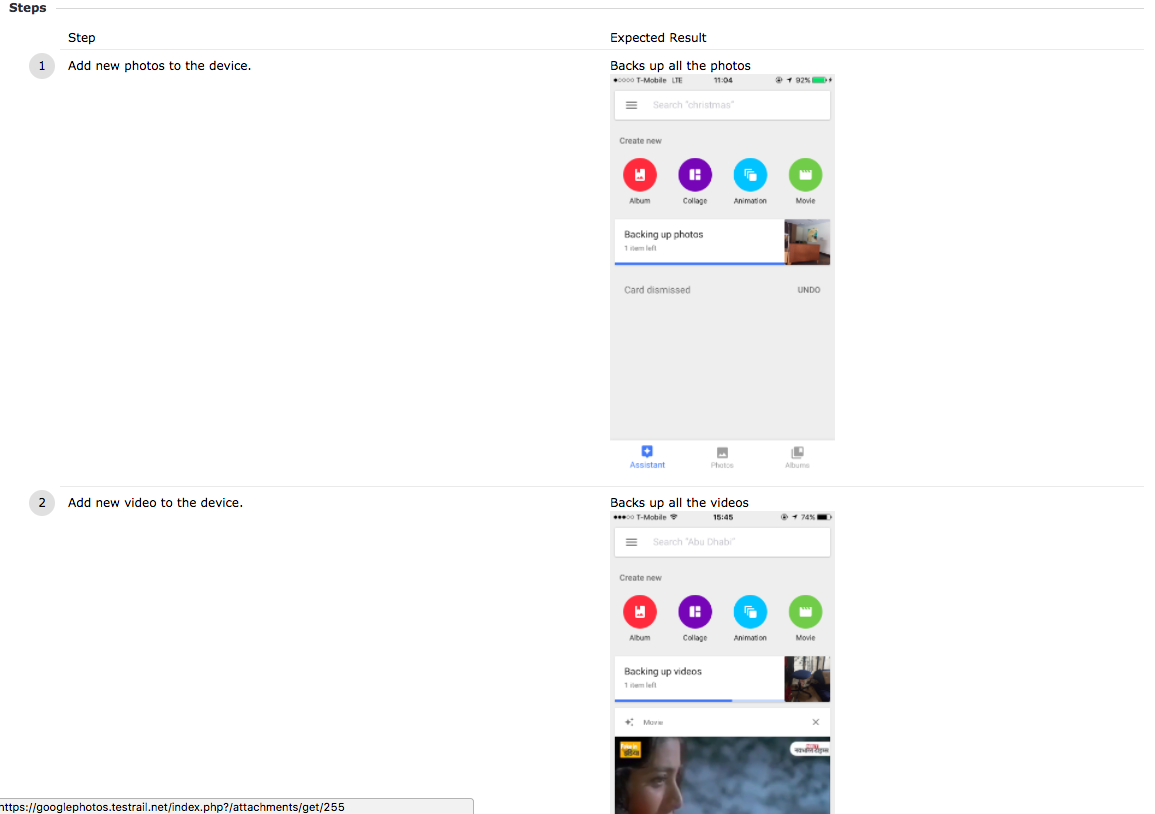 Steps
Step Expected Result
1 Add new photos to the device. Backs up all the photos
T-Mobile LTE 11:04 92%
Search "christmas"
Create new
Album Collage Animation Movie
Backing up photos
1 item left
Card dismissed UNDO
Assistant Photos Albums
2 Add new video to the device. Backs up all the videos
T-Mobile 15:45 74%
Search "Abu Dhabi"
Create new
Album Collage Animation Movie
Backing up videos
1 item left
Movie
https://googlephotos.testrail.net/index.php?/attachments/get/255